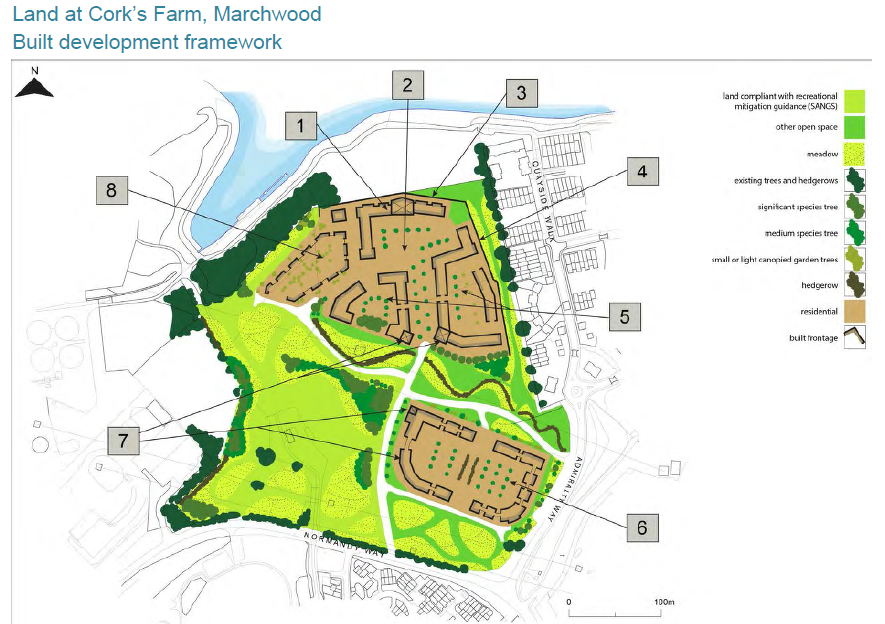 Land at Cork's Farm, Marchwood
Built development framework
N
2
3
1
4
8
5
7
6
QUAYSIDE WALK
ADMIRALTY WAY
NORMANDY WAY
land compliant with recreational
mitigation guidance (SANGS)
other open space
meadow
existing trees and hedgerows
significant species tree
medium species tree
small or light canopied garden trees
hedgerow
residential
built frontage
0 100m